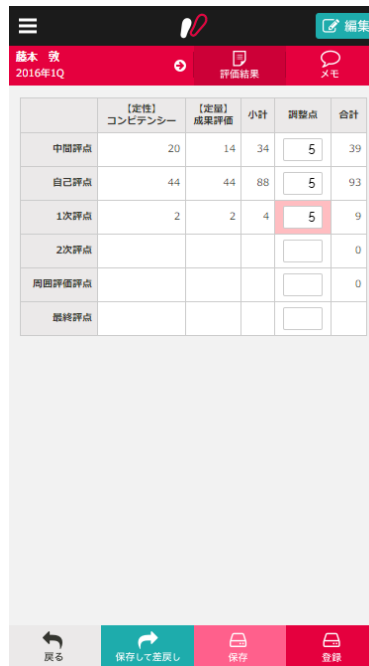 編集
藤本 敦
2016年1Q
評価結果
メモ
【定性】
コンピテンシー
【定量】
成果評価
小計
調整点
合計
中間評点 20 14 34 5 39
自己評点 44 44 88 5 93
1次評点 2 2 4 5 9
2次評点 0
周囲評価評点 0
最終評点
戻る
保存して差戻し
保存
登録